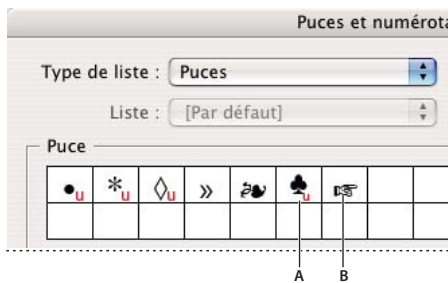 Puces et numérota
Type de liste : Puces
Liste : [Par défaut]
Puce
•u *u ◊u » ❧ ♣u ☞
A B